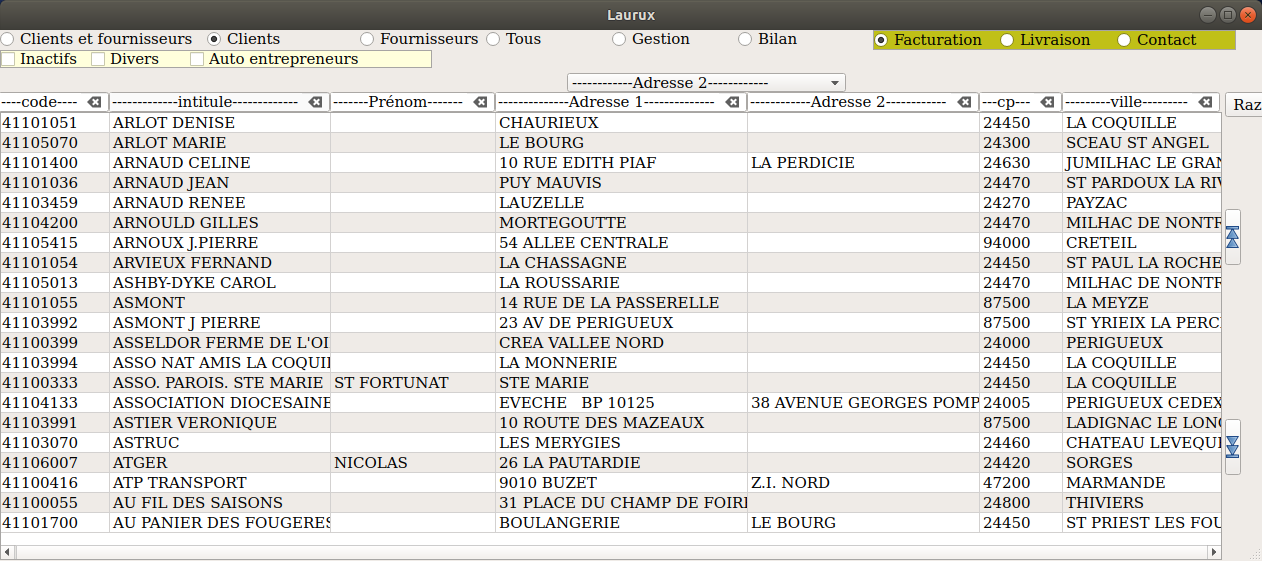 Laurux
Clients et fournisseurs Clients Fournisseurs Tous Gestion Bilan Facturation Livraison Contact
Inactifs Divers Auto entrepreneurs
------------Adresse 2------------
----code---- -------------intitule------------- -------Prénom------- --------------Adresse 1-------------- ------------Adresse 2------------ ---cp--- ---------ville--------- Raz
41101051 ARLOT DENISE CHAURIEUX 24450 LA COQUILLE
41105070 ARLOT MARIE LE BOURG 24300 SCEAU ST ANGEL
41101400 ARNAUD CELINE 10 RUE EDITH PIAF LA PERDICIE 24630 JUMILHAC LE GRAN
41101036 ARNAUD JEAN PUY MAUVIS 24470 ST PARDOUX LA RIV
41103459 ARNAUD RENEE LAUZELLE 24270 PAYZAC
41104200 ARNOULD GILLES MORTEGOUTTE 24470 MILHAC DE NONTR
41105415 ARNOUX J.PIERRE 54 ALLEE CENTRALE 94000 CRETEIL
41101054 ARVIEUX FERNAND LA CHASSAGNE 24450 ST PAUL LA ROCHE
41105013 ASHBY-DYKE CAROL LA ROUSSARIE 24470 MILHAC DE NONTR
41101055 ASMONT 14 RUE DE LA PASSERELLE 87500 LA MEYZE
41103992 ASMONT J PIERRE 23 AV DE PERIGUEUX 87500 ST YRIEIX LA PERC
41100399 ASSELDOR FERME DE L'OI CREA VALLEE NORD 24000 PERIGUEUX
41103994 ASSO NAT AMIS LA COQUII LA MONNERIE 24450 LA COQUILLE
41100333 ASSO. PAROIS. STE MARIE ST FORTUNAT STE MARIE 24450 LA COQUILLE
41104133 ASSOCIATION DIOCESAINE EVECHE BP 10125 38 AVENUE GEORGES POMP 24005 PERIGUEUX CEDEX
41103991 ASTIER VERONIQUE 10 ROUTE DES MAZEAUX 87500 LADIGNAC LE LONG
41103070 ASTRUC LES MERYGIES 24460 CHATEAU LEVEQUE
41106007 ATGER NICOLAS 26 LA PAUTARDIE 24420 SORGES
41100416 ATP TRANSPORT 9010 BUZET Z.I. NORD 47200 MARMANDE
41100055 AU FIL DES SAISONS 31 PLACE DU CHAMP DE FOIRE 24800 THIVIERS
41101700 AU PANIER DES FOUGERES BOULANGERIE LE BOURG 24450 ST PRIEST LES FOU